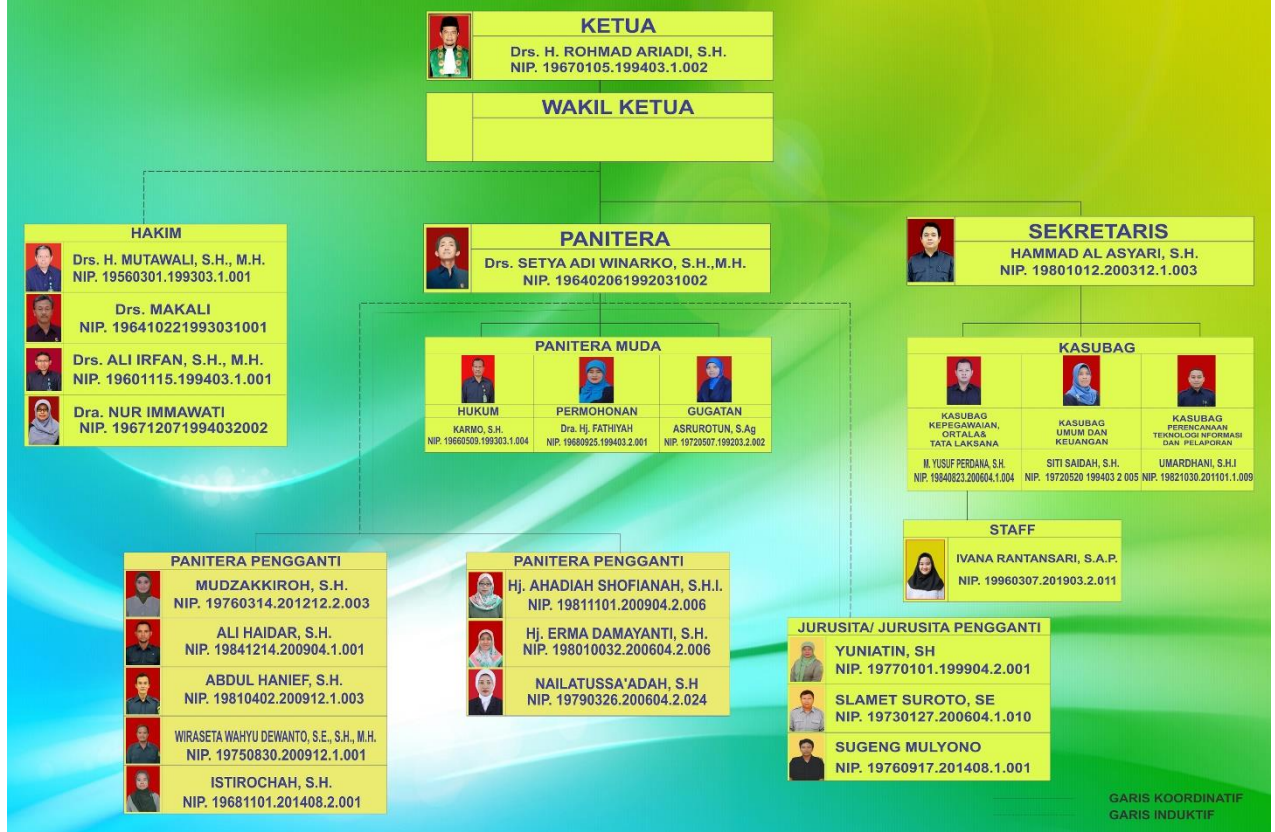 KETUA
Drs. H. ROHMAD ARIADI, S.H.
NIP. 19670105.199403.1.002
WAKIL KETUA
HAKIM
Drs. H. MUTAWALI, S.H., M.H.
NIP. 19560301.199303.1.001
Drs. MAKALI
NIP. 196410221993031001
Drs. ALI IRFAN, S.H., M.H.
NIP. 19601115.199403.1.001
Dra. NUR IMMAWATI
NIP. 196712071994032002
PANITERA
Drs. SETYA ADI WINARKO, S.H.,M.H.
NIP. 196402061992031002
SEKRETARIS
HAMMAD AL ASYARI, S.H.
NIP. 19801012.200312.1.003
PANITERA MUDA
HUKUM
KARMO, S.H.
NIP. 19660509.199303.1.004
PERMOHONAN
Dra. Hj. FATHIYAH
NIP. 19680925.199403.2.001
GUGATAN
ASRUROTUN, S.Ag
NIP. 19720507.199203.2.002
KASUBAG
KASUBAG
KEPEGAWAIAN,
ORTALA&
TATA LAKSANA
M. YUSUF PERDANA, S.H.
NIP. 19840823.200604.1.004
KASUBAG
UMUM DAN
KEUANGAN
SITI SAIDAH, S.H.
NIP. 19720520 199403 2 005
KASUBAG
PERENCANAAN
TEKNOLOGI NFORMASI
DAN PELAPORAN
UMARDHANI, S.H.I
NIP. 19821030.201101.1.009
STAFF
IVANA RANTANSARI, S.A.P.
NIP. 19960307.201903.2.011
PANITERA PENGGANTI
MUDZAKKIROH, S.H.
NIP. 19760314.201212.2.003
ALI HAIDAR, S.H.
NIP. 19841214.200904.1.001
ABDUL HANIEF, S.H.
NIP. 19810402.200912.1.003
WIRASETA WAHYU DEWANTO, S.E., S.H., M.H.
NIP. 19750830.200912.1.001
ISTIROCHAH, S.H.
NIP. 19681101.201408.2.001
PANITERA PENGGANTI
Hj. AHADIAH SHOFIANAH, S.H.I.
NIP. 19811101.200904.2.006
Hj. ERMA DAMAYANTI, S.H.
NIP. 198010032.200604.2.006
NAILATUSSA'ADAH, S.H
NIP. 19790326.200604.2.024
JURUSITA/ JURUSITA PENGGANTI
YUNIATIN, SH
NIP. 19770101.199904.2.001
SLAMET SUROTO, SE
NIP. 19730127.200604.1.010
SUGENG MULYONO
NIP. 19760917.201408.1.001
GARIS KOORDINATIF
GARIS INDUKTIF